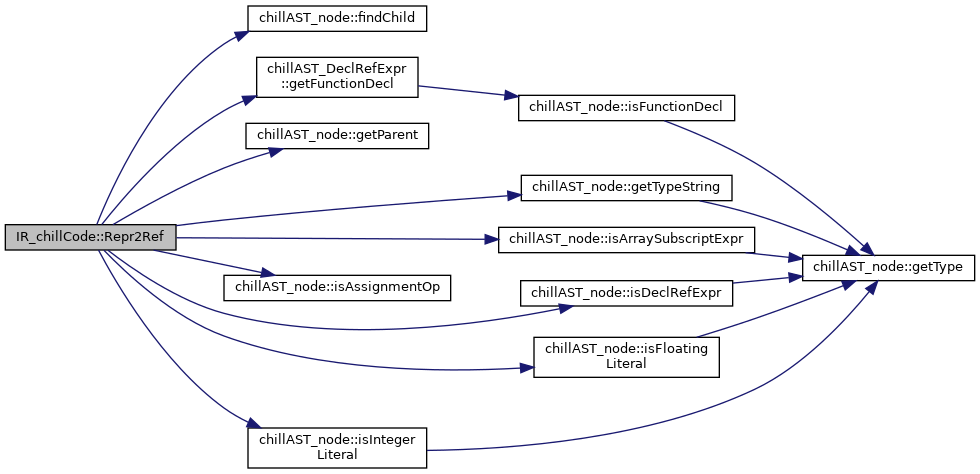 chillAST_node::findChild
chillAST_DeclRefExpr
::getFunctionDecl
chillAST_node::isFunctionDecl
chillAST_node::getParent
chillAST_node::getTypeString
IR_chillCode::Repr2Ref
chillAST_node::isArraySubscriptExpr
chillAST_node::getType
chillAST_node::isAssignmentOp
chillAST_node::isDeclRefExpr
chillAST_node::isFloating
Literal
chillAST_node::isInteger
Literal